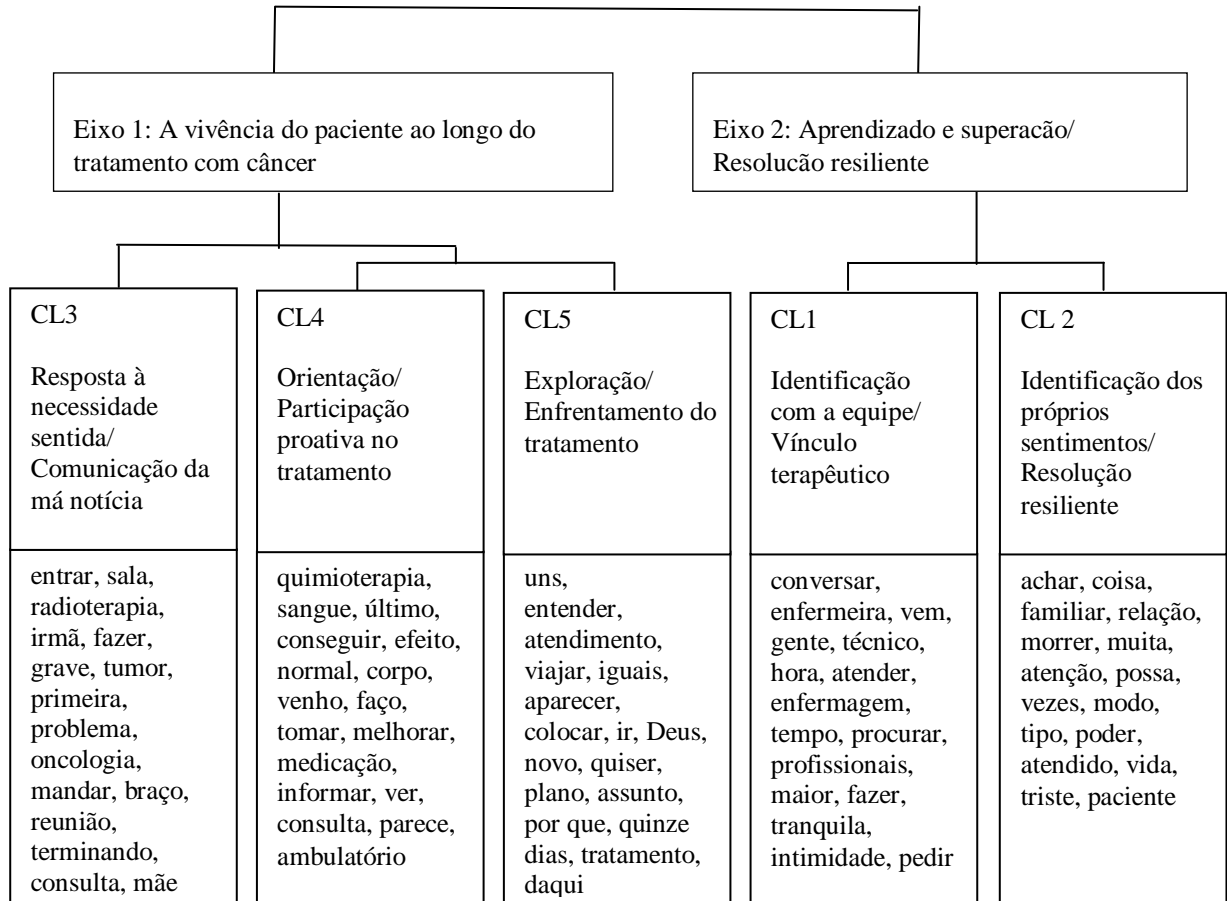 Eixo 1: A vivência do paciente ao longo do
tratamento com câncer
Eixo 2: Aprendizado e superacão/
Resolucão resiliente
CL3
Resposta à
necessidade
sentida/
Comunicação da
má notícia
entrar, sala,
radioterapia,
irmã, fazer,
grave, tumor,
primeira,
problema,
oncologia,
mandar, braço,
reunião,
terminando,
consulta, mãe
CL4
Orientação/
Participação
proativa no
tratamento
quimioterapia,
sangue, último,
conseguir, efeito,
normal, corpo,
venho, faço,
tomar, melhorar,
medicação,
informar, ver,
consulta, parece,
ambulatório
CL5
Exploração/
Enfrentamento do
tratamento
uns,
entender,
atendimento,
viajar, iguais,
aparecer,
colocar, ir, Deus,
novo, quiser,
plano, assunto,
por que, quinze
dias, tratamento,
daqui
CL1
Identificação
com a equipe/
Vínculo
terapêutico
conversar,
enfermeira, vem,
gente, técnico,
hora, atender,
enfermagem,
tempo, procurar,
profissionais,
maior, fazer,
tranquila,
intimidade, pedir
CL 2
Identificação dos
próprios
sentimentos/
Resolução
resiliente
achar, coisa,
familiar, relação,
morrer, muita,
atenção, possa,
vezes, modo,
tipo, poder,
atendido, vida,
triste, paciente